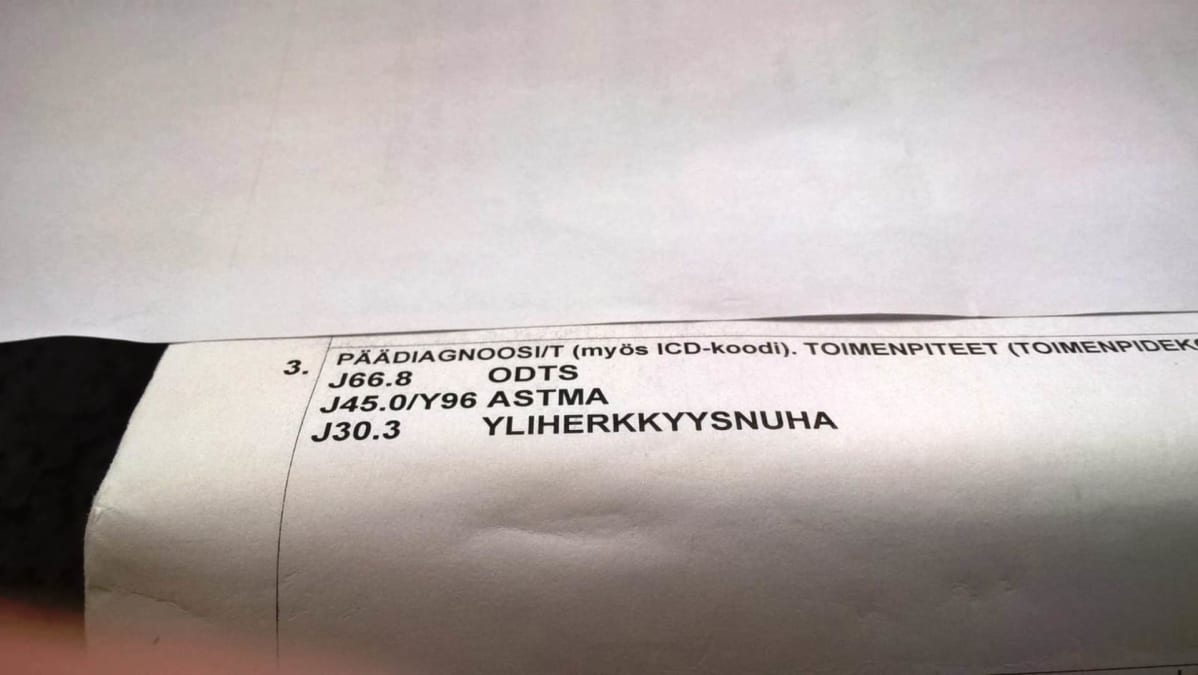 3. PÄÄDIAGNOOSI/T (myös ICD-koodi). TOIMENPITEET
J66.8 ODTS
J45.0/Y96 ASTMA
J30.3 YLIHERKKYYSNUHA